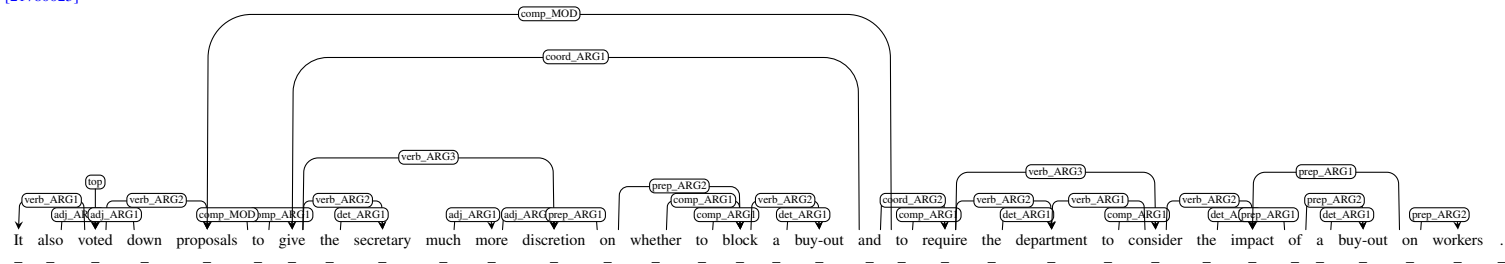 comp_MOD
coord_ARG1
verb_ARG3
top
verb_ARG3
prep_ARG1
prep_ARG2
verb_ARG1 verb_ARG2 verb_ARG2 comp_ARG1 verb_ARG2 coord_ARG2 verb_ARG2 verb_ARG1 verb_ARG2 prep_ARG2
adj_ARG1 comp_MOD det_ARG1 adj_ARG1 prep_ARG1 comp_ARG1 det_ARG1 comp_ARG1 det_ARG1 comp_ARG1 prep_ARG1 det_ARG1 prep_ARG2
It also voted down proposals to give the secretary much more discretion on whether to block a buy-out and to require the department to consider the impact of a buy-out on workers .
_ _ _ _ _ _ _ _ _ _ _ _ _ _ _ _ _ _ _ _ _ _ _ _ _ _ _ _ _ _ _ _ _